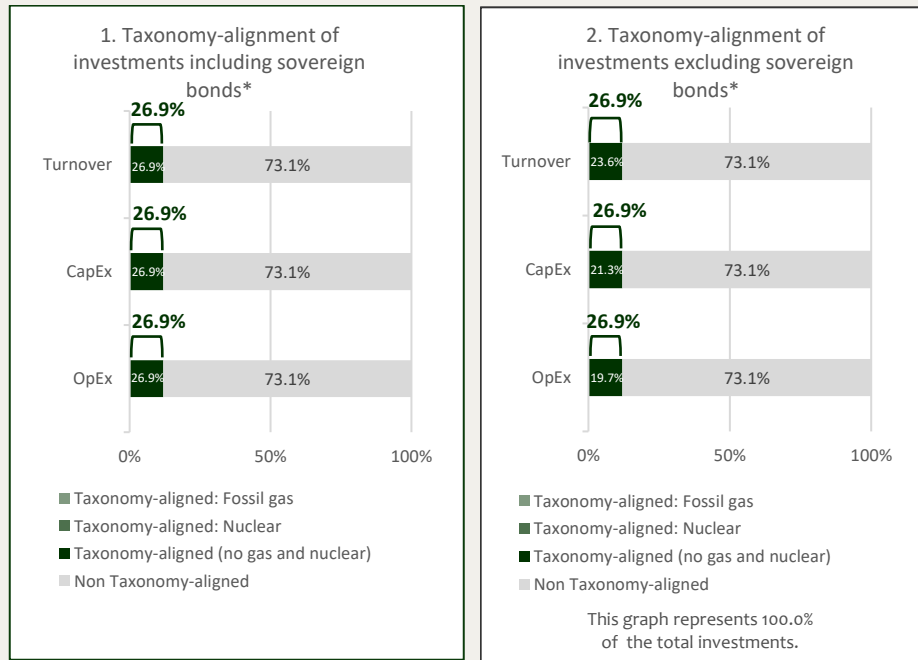 1. Taxonomy-alignment of
investments including sovereign
bonds*
26.9%
Turnover
26.9%
73.1%
26.9%
CapEx
26.9%
73.1%
26.9%
OpEx
26.9%
73.1%
0%
50%
100%
Taxonomy-aligned: Fossil gas
Taxonomy-aligned: Nuclear
Taxonomy-aligned (no gas and nuclear)
Non Taxonomy-aligned
2. Taxonomy-alignment of
investments excluding sovereign
bonds*
26.9%
Turnover
23.6%
73.1%
26.9%
CapEx
21.3%
73.1%
26.9%
OpEx
19.7%
73.1%
0%
50%
100%
Taxonomy-aligned: Fossil gas
Taxonomy-aligned: Nuclear
Taxonomy-aligned (no gas and nuclear)
Non Taxonomy-aligned
This graph represents 100.0%
of the total investments.